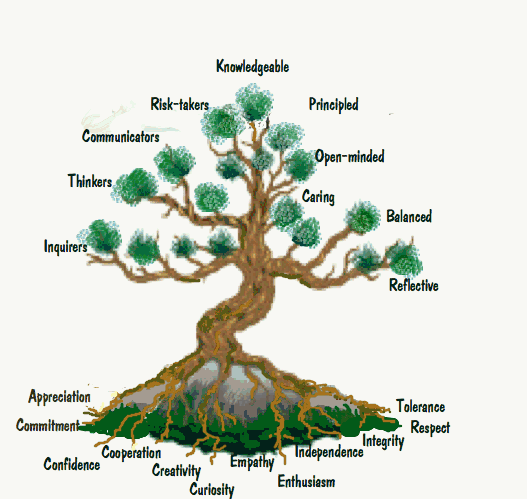 Knowledgeable
Risk-takers
Principled
Communicators
Open-minded
Thinkers
Caring
Balanced
Inquirers
Reflective
Appreciation
Tolerance
Commitment
Respect
Integrity
Cooperation
Independence
Confidence
Empathy
Creativity
Enthusiasm
Curiosity